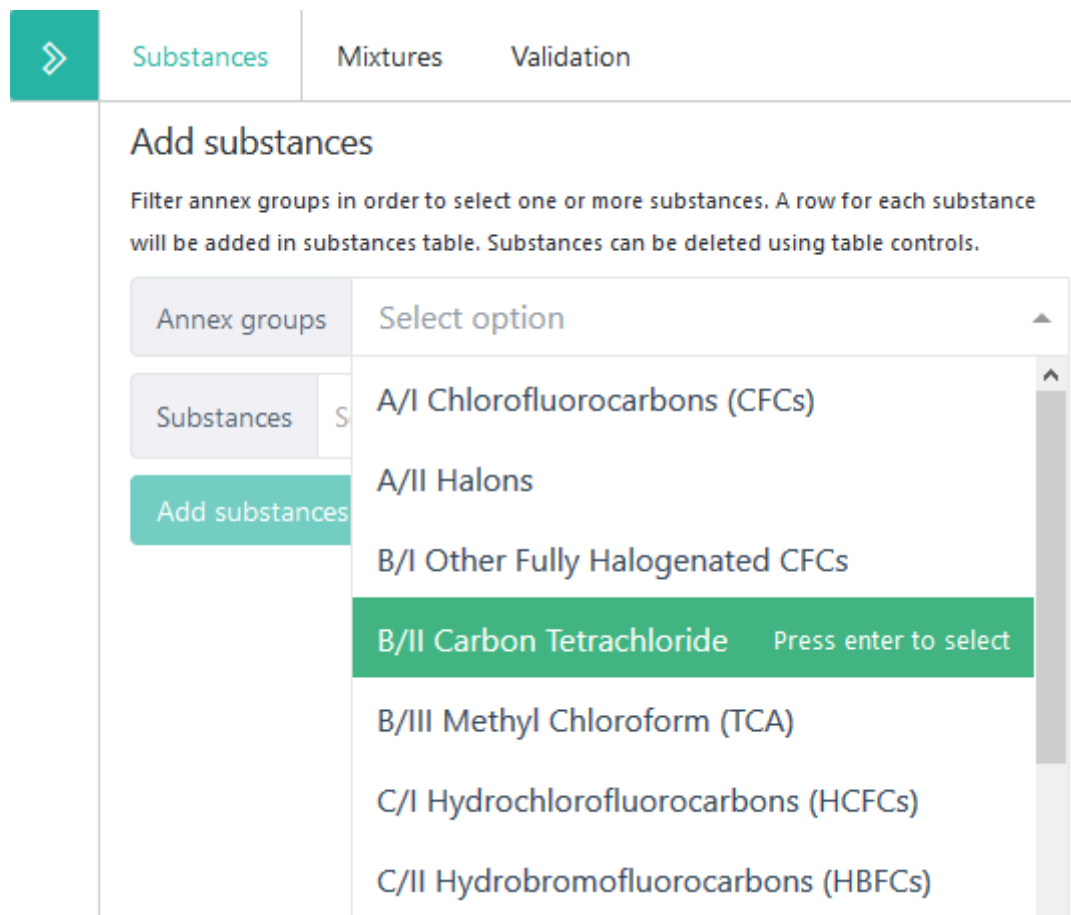 Substances Mixtures Validation
Add substances
Filter annex groups in order to select one or more substances. A row for each substance
will be added in substances table. Substances can be deleted using table controls.
Annex groups Select option
Substances
A/I Chlorofluorocarbons (CFCs)
A/II Halons
Add substances
B/I Other Fully Halogenated CFCs
B/II Carbon Tetrachloride Press enter to select
B/III Methyl Chloroform (TCA)
C/I Hydrochlorofluorocarbons (HCFCs)
C/II Hydrobromofluorocarbons (HBFCs)